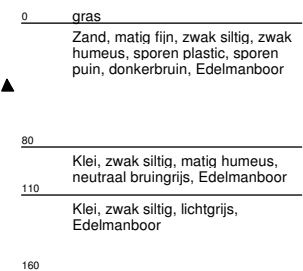 0 gras
Zand, matig fijn, zwak siltig, zwak
humeus, sporen plastic, sporen
puin, donkerbruin, Edelmanboor
80
Klei, zwak siltig, matig humeus,
neutraal bruingrijs, Edelmanboor
110
Klei, zwak siltig, lichtgrijs,
Edelmanboor
160